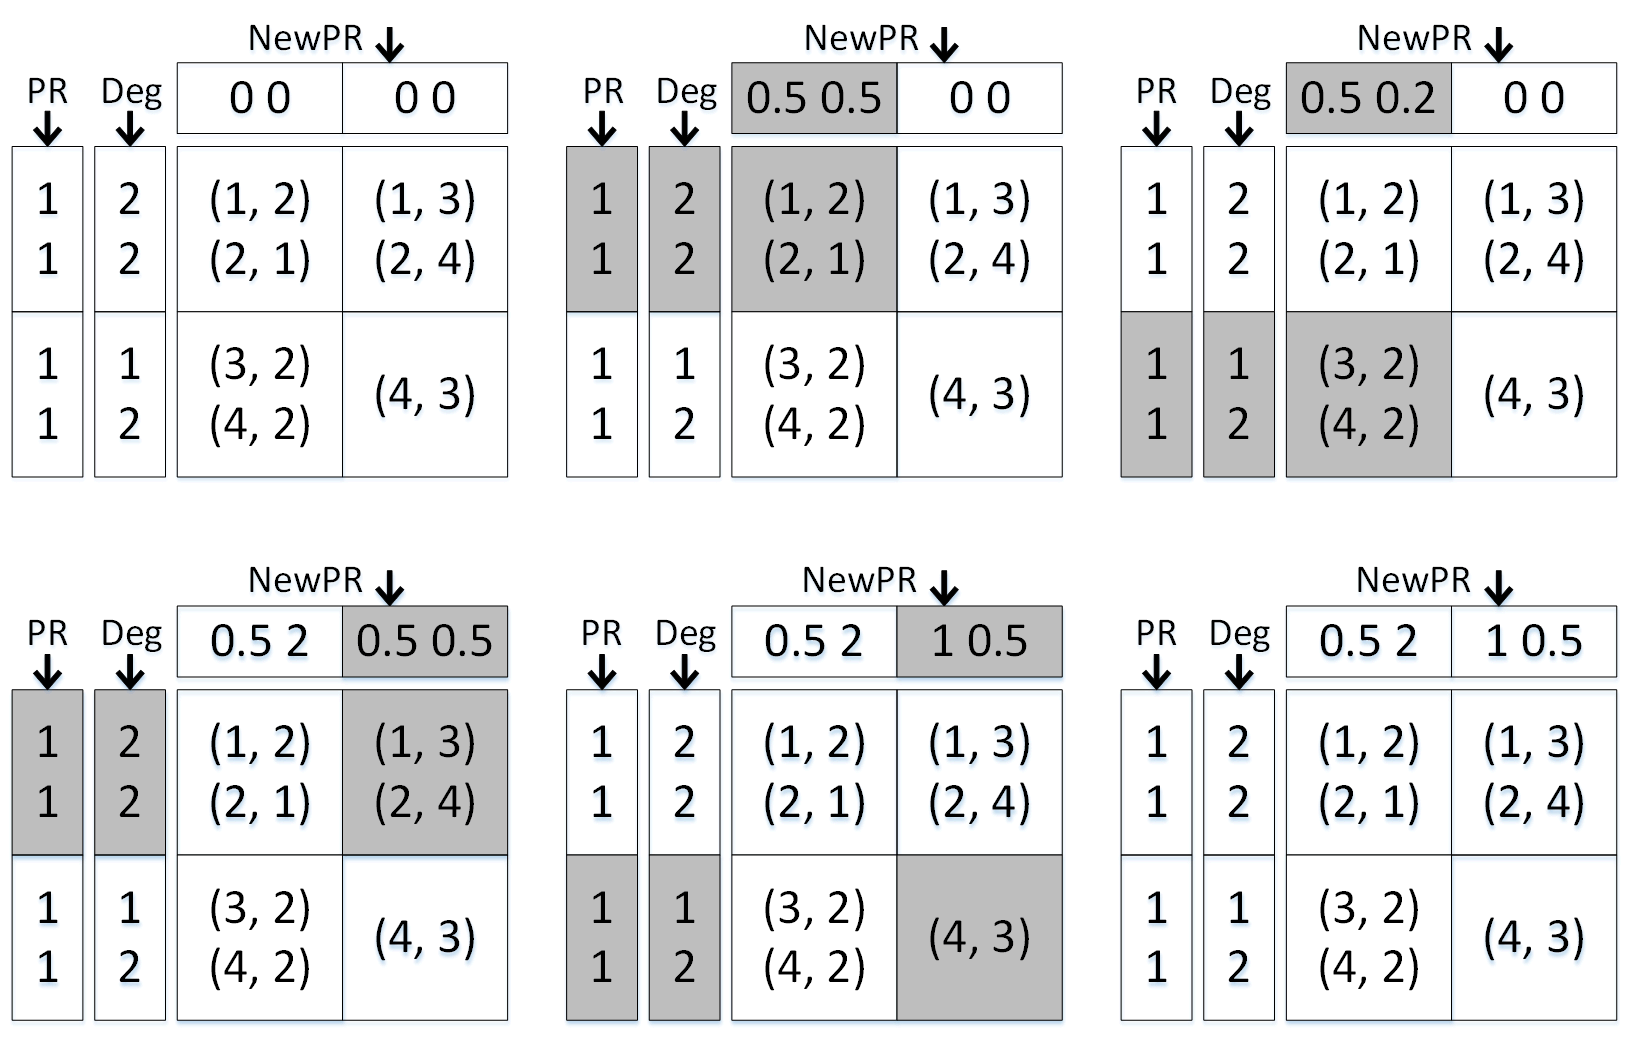 NewPR
PR Deg
0 0 0 0
1 2 (1, 2) (1, 3)
1 2 (2, 1) (2, 4)
1 1 (3, 2)
(4, 3)
1 2 (4, 2)
NewPR
PR Deg
0.5 0.5 0 0
1 2 (1, 2) (1, 3)
1 2 (2, 1) (2, 4)
1 1 (3, 2)
(4, 3)
1 2 (4, 2)
NewPR
PR Deg
0.5 0.2 0 0
1 2 (1, 2) (1, 3)
1 2 (2, 1) (2, 4)
1 1 (3, 2)
(4, 3)
1 2 (4, 2)
NewPR
PR Deg
0.5 2 0.5 0.5
1 2 (1, 2) (1, 3)
1 2 (2, 1) (2, 4)
1 1 (3, 2)
(4, 3)
1 2 (4, 2)
NewPR
PR Deg
0.5 2 1 0.5
1 2 (1, 2) (1, 3)
1 2 (2, 1) (2, 4)
1 1 (3, 2)
(4, 3)
1 2 (4, 2)
NewPR
PR Deg
0.5 2 1 0.5
1 2 (1, 2) (1, 3)
1 2 (2, 1) (2, 4)
1 1 (3, 2)
(4, 3)
1 2 (4, 2)